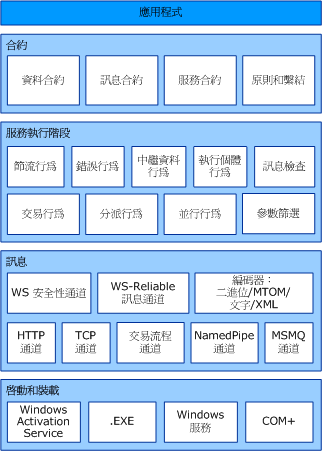 應用程式
合約
資料合約
訊息合約
服務合約
原則和繫結
服務執行階段
節流行為
錯誤行為
中繼資料
行為
執行個體
行為
訊息檢查
交易行為
分派行為
並行行為
參數篩選
訊息
WS 安全性通道
WS-Reliable
訊息通道
編碼器：
二進位/MTOM/
文字/XML
HTTP
通道
TCP
通道
交易流程
通道
NamedPipe
通道
MSMQ
通道
啟動和裝載
Windows
Activation
Service
.EXE
Windows
服務
COM+